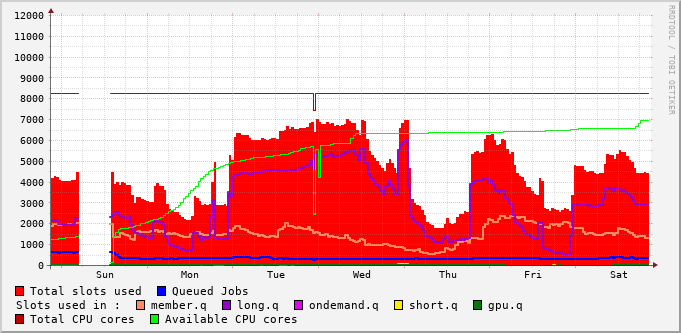 12000
11000
10000
9000
8000
7000
6000
5000
4000
3000
2000
1000
0
Sun Mon Tue Wed Thu Fri Sat
Total slots used Queued Jobs
Slots used in : member.q long.q ondemand.q short.q gpu.q
Total CPU cores Available CPU cores
RRDTOOL / TOBI OETIKER